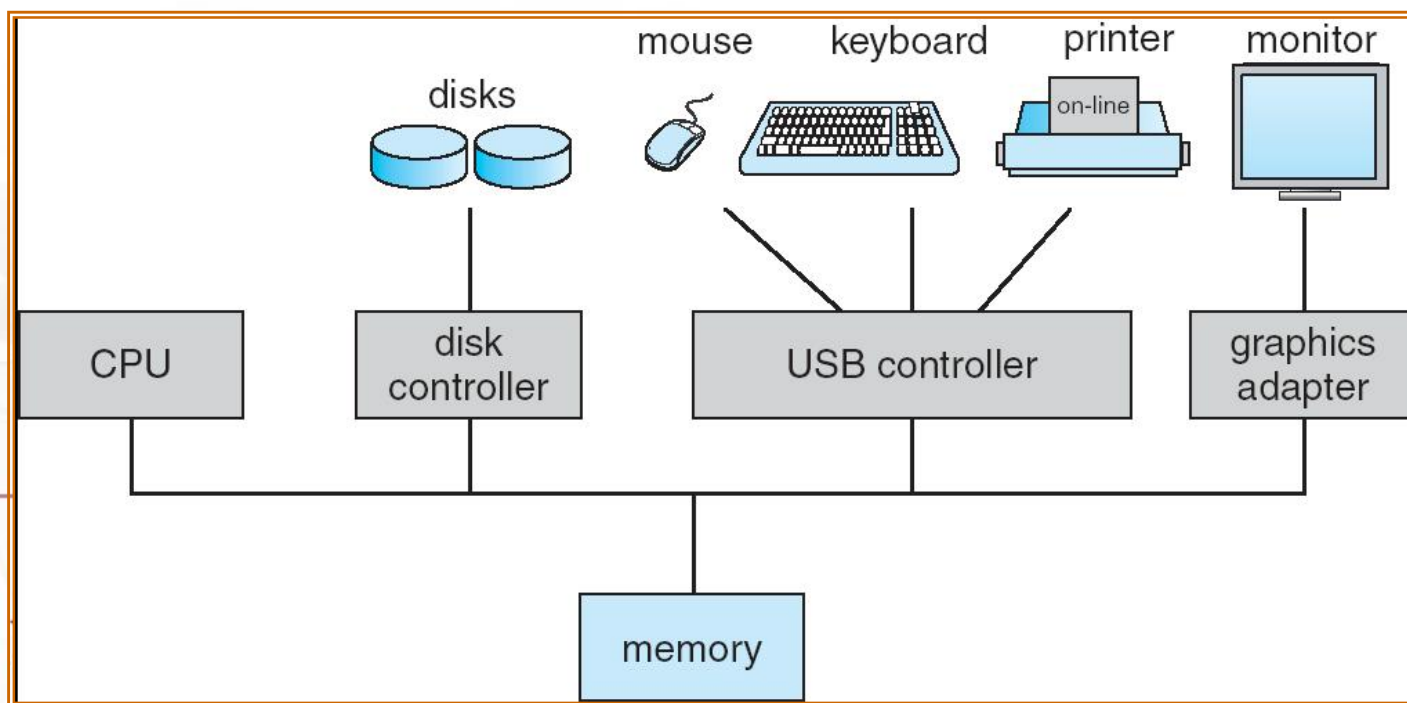 mouse
keyboard
printer
monitor
disks
on-line
CPU
disk
controller
USB controller
graphics
adapter
memory